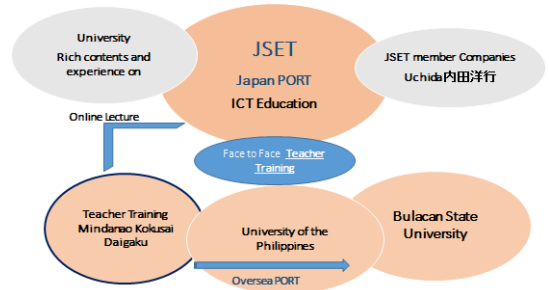 University
Rich contents and
experience on
JSET
Japan PORT
ICT Education
JSET member Companies
Uchida内田洋行
Online Lecture
Face to Face Teacher
Training
Teacher Training
Mindanao Kokusai
Daigaku
University of the
Philippines
Bulacan State
University
Oversea PORT